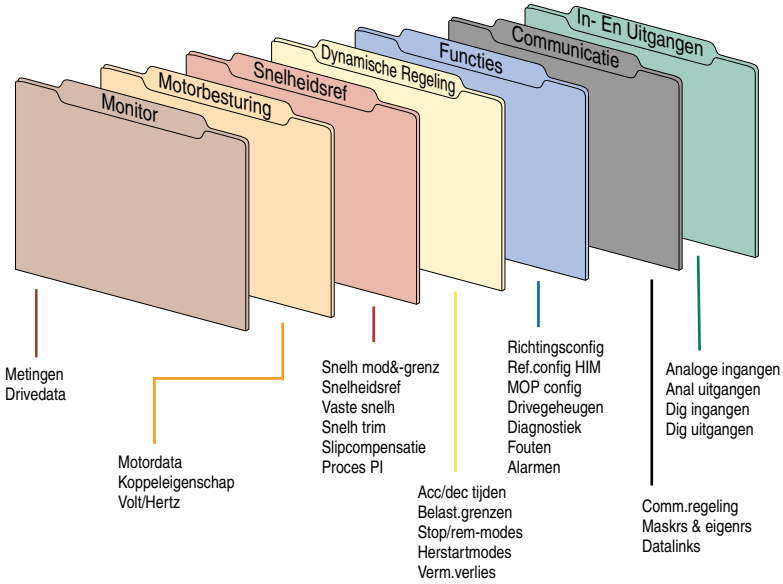 Monitor
Motorbesturing
Snelheidsref
Dynamische Regeling
Functies
Communicatie
In- En Uitgangen
Metingen
Drivedata
Motordata
Koppeleigenschap
Volt/Hertz
Snelh mod&-grenz
Snelheidsref
Vaste snelh
Snelh trim
Slipcompensatie
Proces PI
Acc/dec tijden
Belast.grenzen
Stop/rem-modes
Herstartmodes
Verm.verlies
Richtingsconfig
Ref.config HIM
MOP config
Drivegeheugen
Diagnostiek
Fouten
Alarmen
Comm.regeling
Maskrs & eigenrs
Datalinks
Analoge ingangen
Anal uitgangen
Dig ingangen
Dig uitgangen